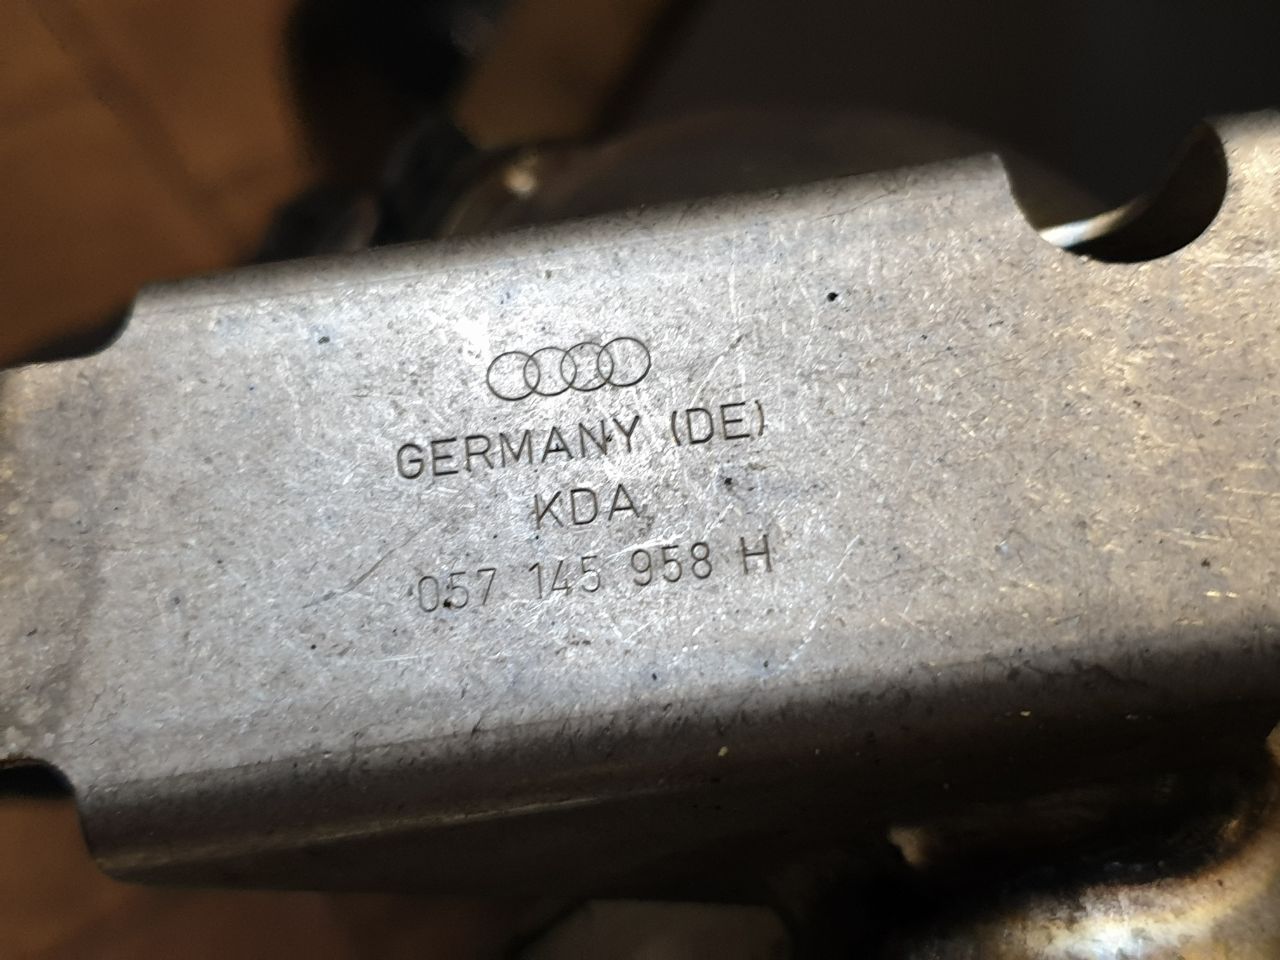 GERMANY (DE)
KDA
057 145 958 H